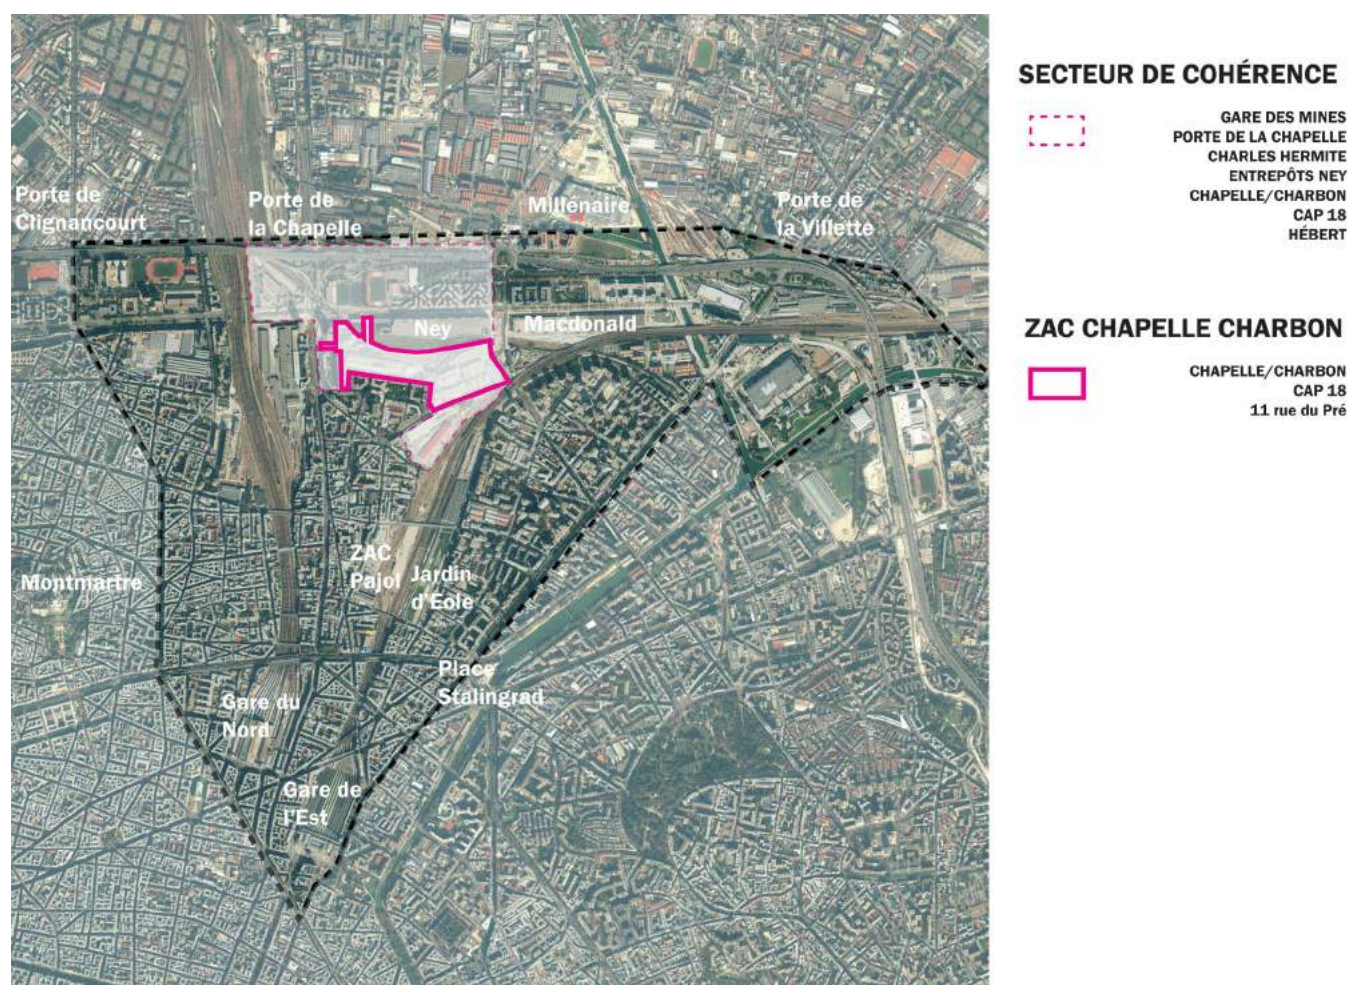 Porte de
Clignancourt
Porte de
la Chapelle
Millénaire
Porte de
la Villette
Ney
Macdonald
ZAC
Pajol
Jardin
d'Eole
Montmartre
Place
Stalingrad
Gare du
Nord
Gare de
l'Est
SECTEUR DE COHÉRENCE
GARE DES MINES
PORTE DE LA CHAPELLE
CHARLES HERMITE
ENTREPÔTS NEY
CHAPELLE/CHARBON
CAP 18
HÉBERT
ZAC CHAPELLE CHARBON
CHAPELLE/CHARBON
CAP 18
11 rue du Pré